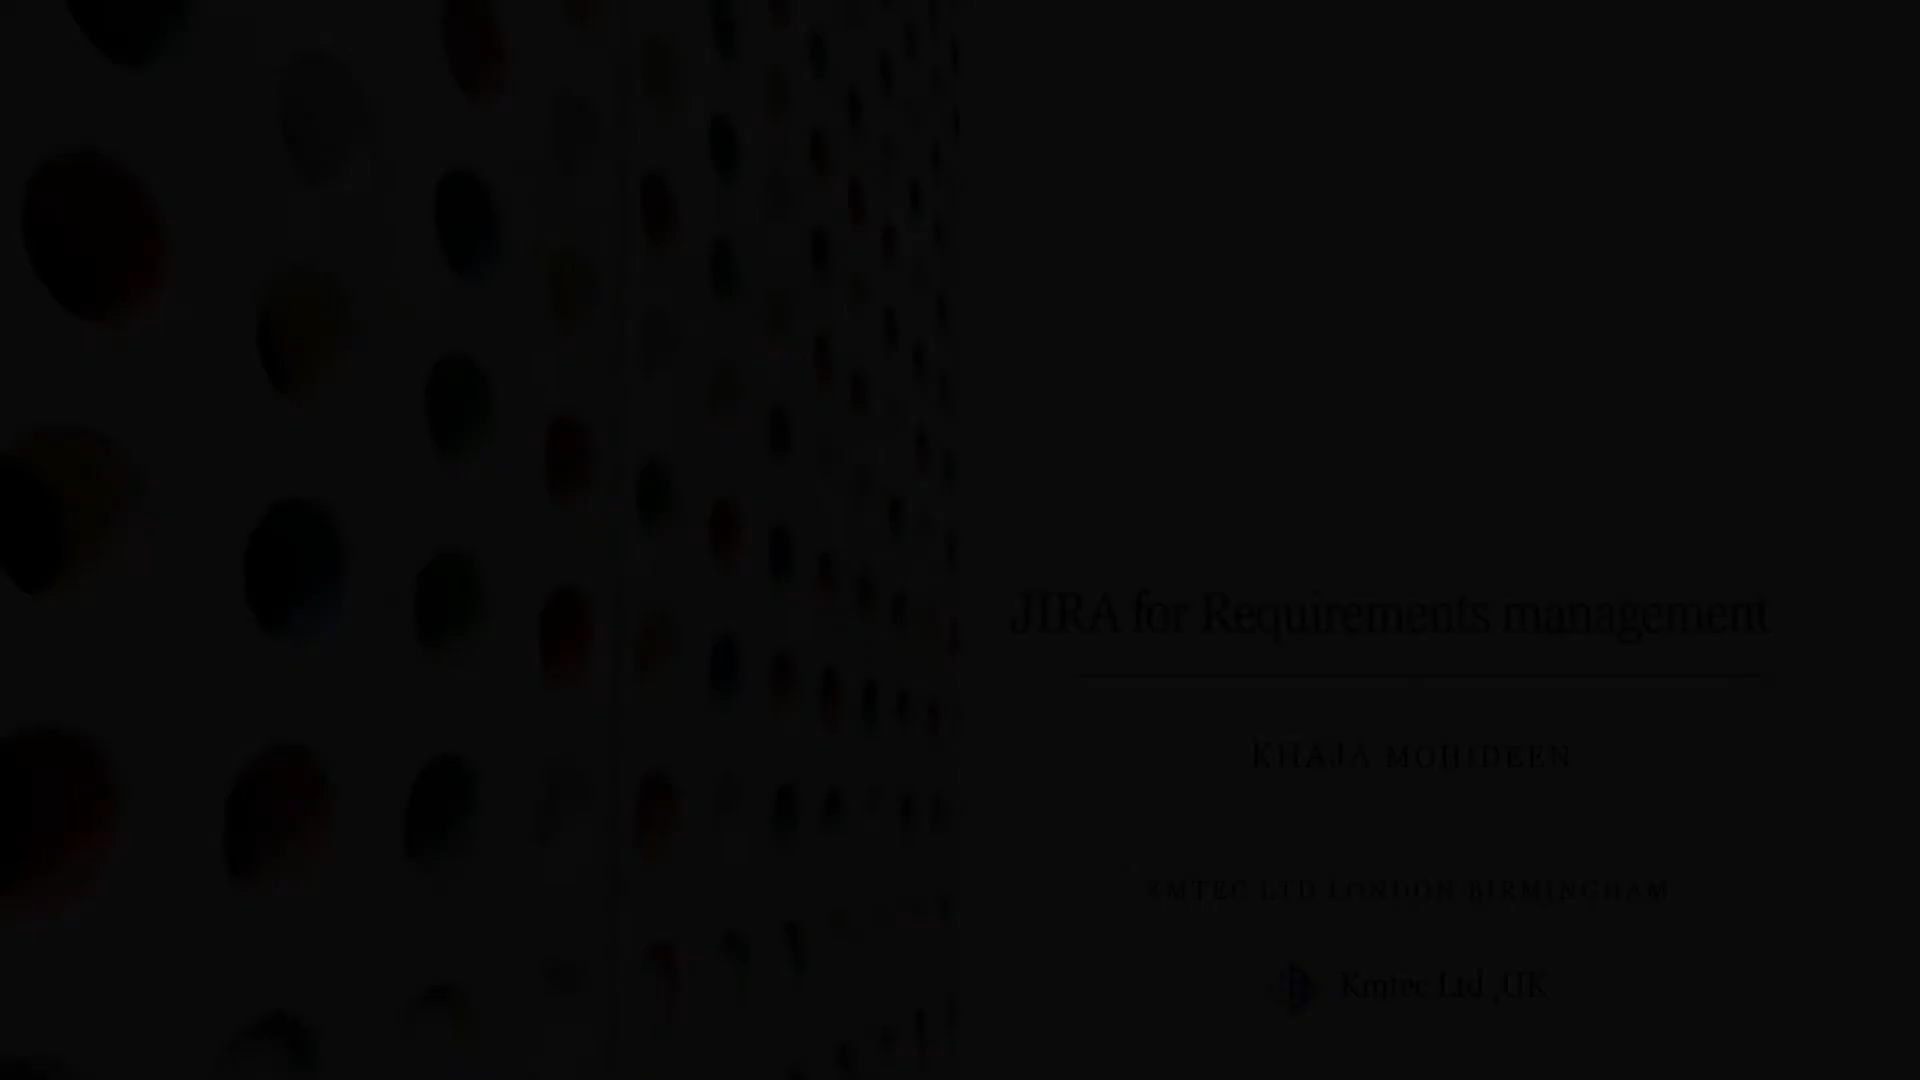 JIRA for Requirements management
KHAJA MOHIDEEN
KMTEC LTD LONDON BIRMINGHAM
Kmtec Ltd ,UK